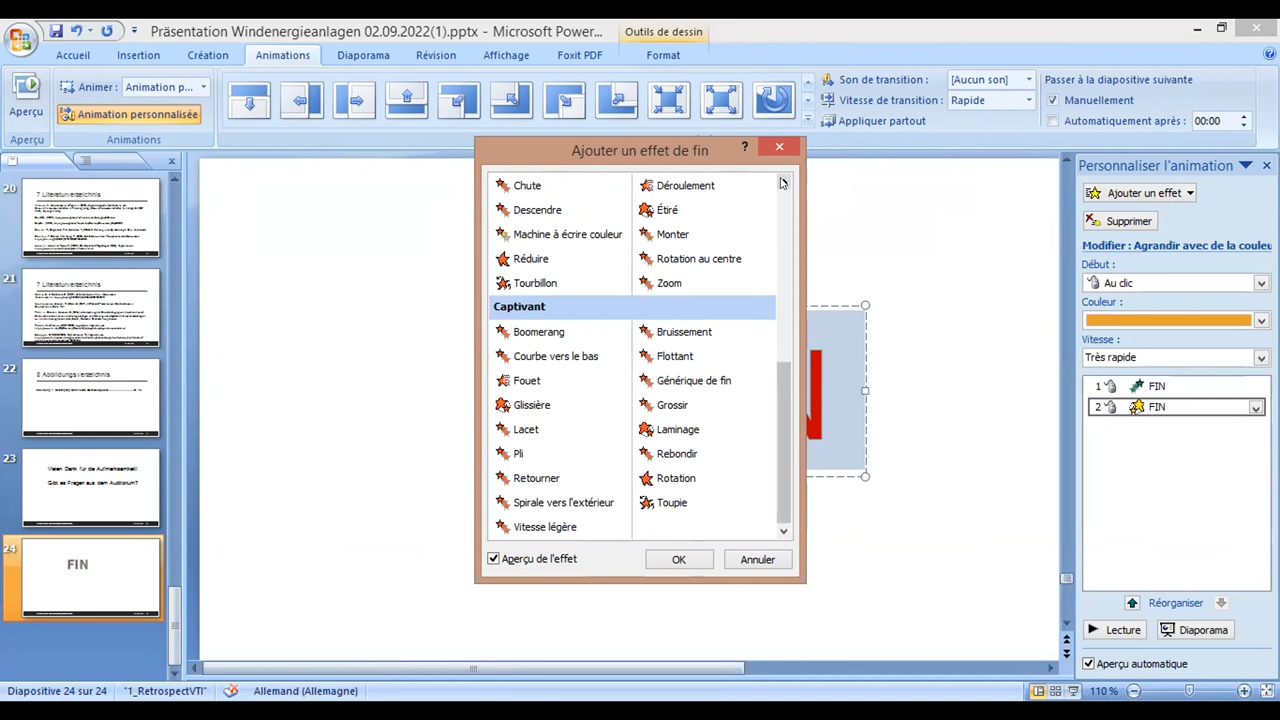 Präsentation Windenergieanlagen 02.09.2022(1).pptx - Microsoft Power...
Outils de dessin
Accueil
Insertion
Création
Animations
Diaporama
Révision
Affichage
Foxit PDF
Format
Aperçu
Aperçu
Animer :
Animation p...
Animation personnalisée
Animations
Son de transition :
[Aucun son]
Vitesse de transition :
Rapide
Appliquer partout
Passer à la diapositive suivante
Manuellement
Automatiquement après :
00:00
20
7 Literaturverzeichnis
21
7 Literaturverzeichnis
22
8 Abbildungsverzeichnis
23
Vielen Dank für die Aufmerksamkeit!
Gibt es Fragen aus dem Auditorium?
24
FIN
Ajouter un effet de fin
?
Chute
Déroulement
Descendre
Étiré
Machine à écrire couleur
Monter
Réduire
Rotation au centre
Tourbillon
Zoom
Captivant
Boomerang
Bruissement
Courbe vers le bas
Flottant
Fouet
Générique de fin
Glissière
Grossir
Lacet
Laminage
Pli
Rebondir
Retourner
Rotation
Spirale vers l'extérieur
Toupie
Vitesse légère
Aperçu de l'effet
OK
Annuler
N
Personnaliser l'animation
Ajouter un effet
Supprimer
Modifier : Agrandir avec de la couleu
Début :
Au clic
Couleur :
Vitesse :
Très rapide
1 FIN
2 FIN
Réorganiser
Lecture
Diaporama
Aperçu automatique
Diapositive 24 sur 24
"1_RetrospectVTI"
Allemand (Allemagne)
110 %